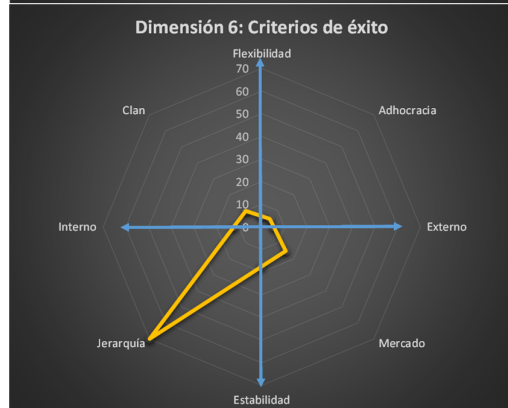 Dimensión 6: Criterios de éxito
Flexibilidad
70
60
50
40
30
20
10
0
Clan
Adhocracia
Interno
Externo
Jerarquía
Mercado
Estabilidad